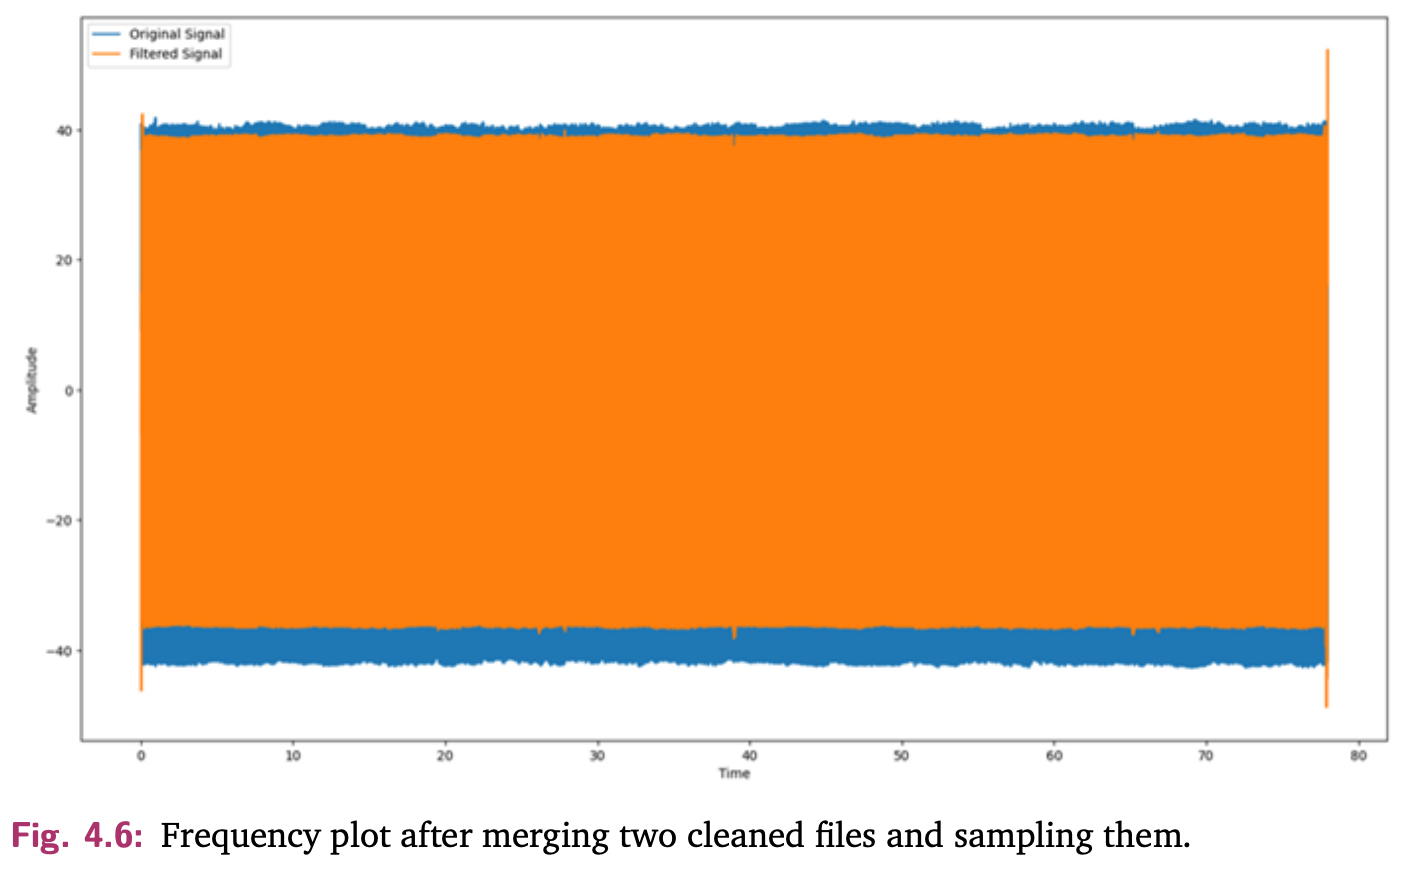 Original Signal
Filtered Signal
40
20
0
−20
−40
Amplitude
0 10 20 30 40 50 60 70 80
Time
Fig. 4.6: Frequency plot after merging two cleaned files and sampling them.